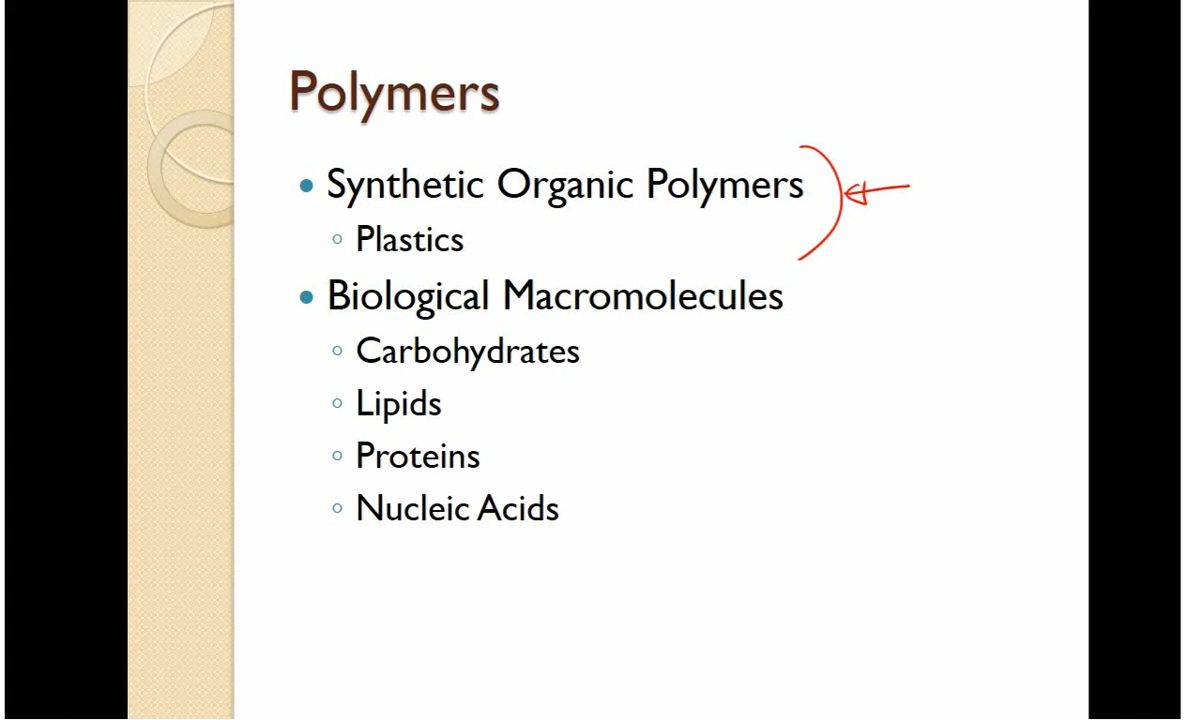 Polymers
Synthetic Organic Polymers
Plastics
Biological Macromolecules
Carbohydrates
Lipids
Proteins
Nucleic Acids